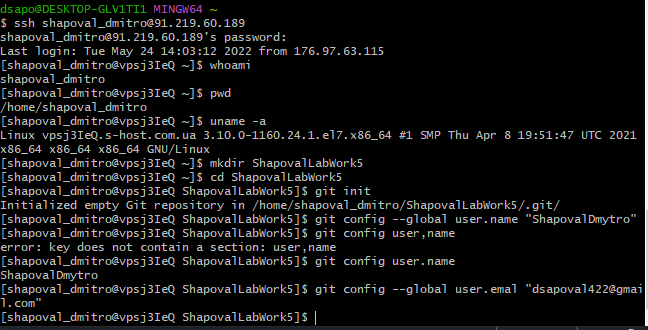 dsapo@DESKTOP-GLV1TI1 MINGW64 ~
$ ssh shapoval_dmitro@91.219.60.189
shapoval_dmitro@91.219.60.189's password:
Last login: Tue May 24 14:03:12 2022 from 176.97.63.115
[shapoval_dmitro@vpsj3IeQ ~]$ whoami
shapoval_dmitro
[shapoval_dmitro@vpsj3IeQ ~]$ pwd
/home/shapoval_dmitro
[shapoval_dmitro@vpsj3IeQ ~]$ uname -a
Linux vpsj3IeQ.s-host.com.ua 3.10.0-1160.24.1.el7.x86_64 #1 SMP Thu Apr 8 19:51:47 UTC 2021
x86_64 x86_64 x86_64 GNU/Linux
[shapoval_dmitro@vpsj3IeQ ~]$ mkdir ShapovalLabWork5
[shapoval_dmitro@vpsj3IeQ ~]$ cd ShapovalLabWork5
[shapoval_dmitro@vpsj3IeQ ShapovalLabWork5]$ git init
Initialized empty Git repository in /home/shapoval_dmitro/ShapovalLabWork5/.git/
[shapoval_dmitro@vpsj3IeQ ShapovalLabWork5]$ git config --global user.name "ShapovalDmytro"
[shapoval_dmitro@vpsj3IeQ ShapovalLabWork5]$ git config user,name
error: key does not contain a section: user,name
[shapoval_dmitro@vpsj3IeQ ShapovalLabWork5]$ git config user.name
ShapovalDmytro
[shapoval_dmitro@vpsj3IeQ ShapovalLabWork5]$ git config --global user.emal "dsapoval422@gmai
l.com"
[shapoval_dmitro@vpsj3IeQ ShapovalLabWork5]$